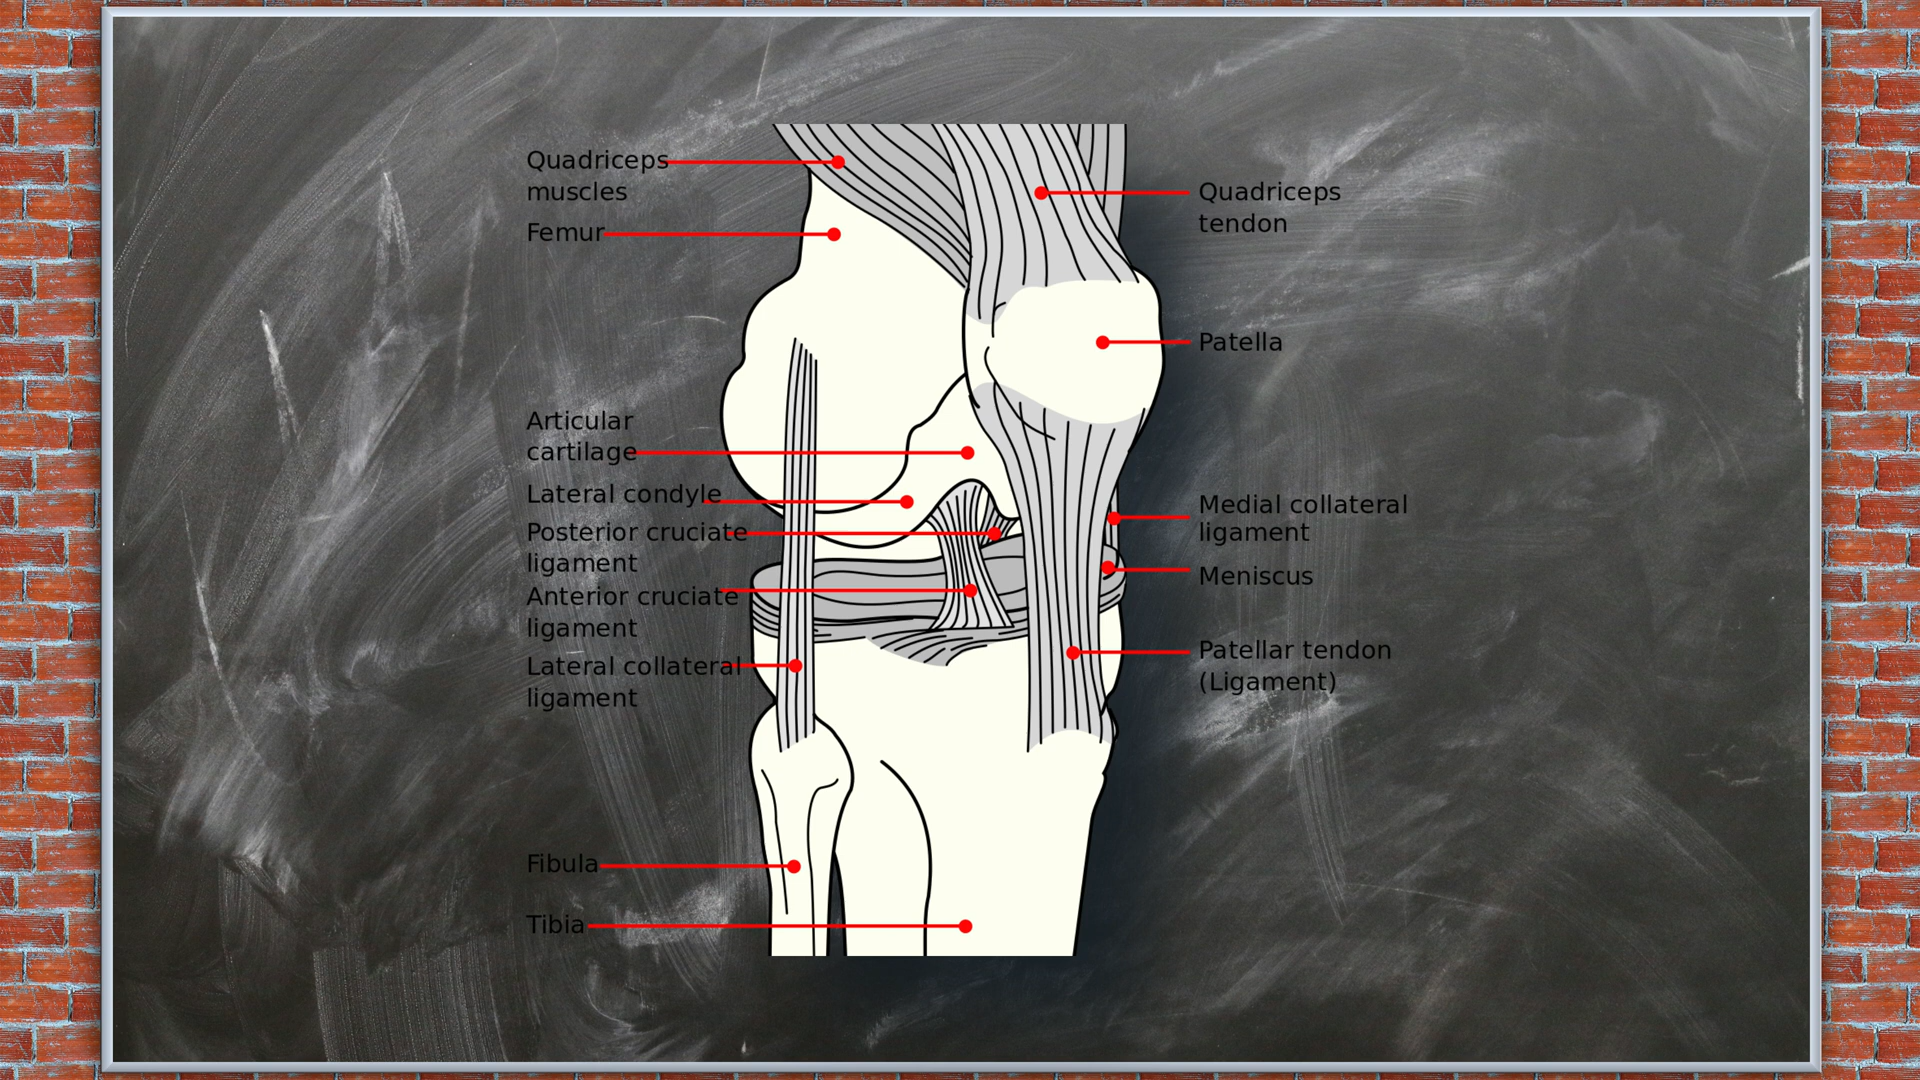 Quadriceps
muscles
Femur
Articular
cartilage
Lateral condyle
Posterior cruciate
ligament
Anterior cruciate
ligament
Lateral collateral
ligament
Fibula
Tibia
Quadriceps
tendon
Patella
Medial collateral
ligament
Meniscus
Patellar tendon
(Ligament)